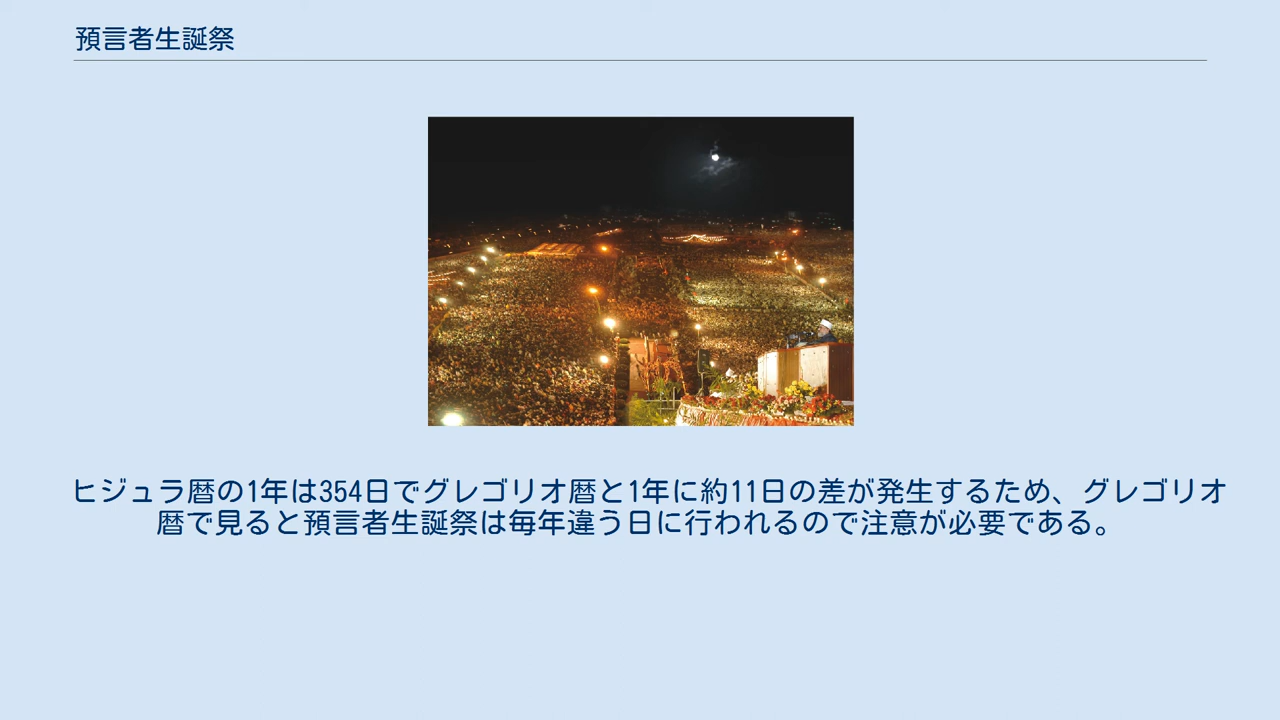 預言者生誕祭
ヒジュラ暦の1年は354日でグレゴリオ暦と1年に約11日の差が発生するため、グレゴリオ
暦で見ると預言者生誕祭は毎年違う日に行われるので注意が必要である。